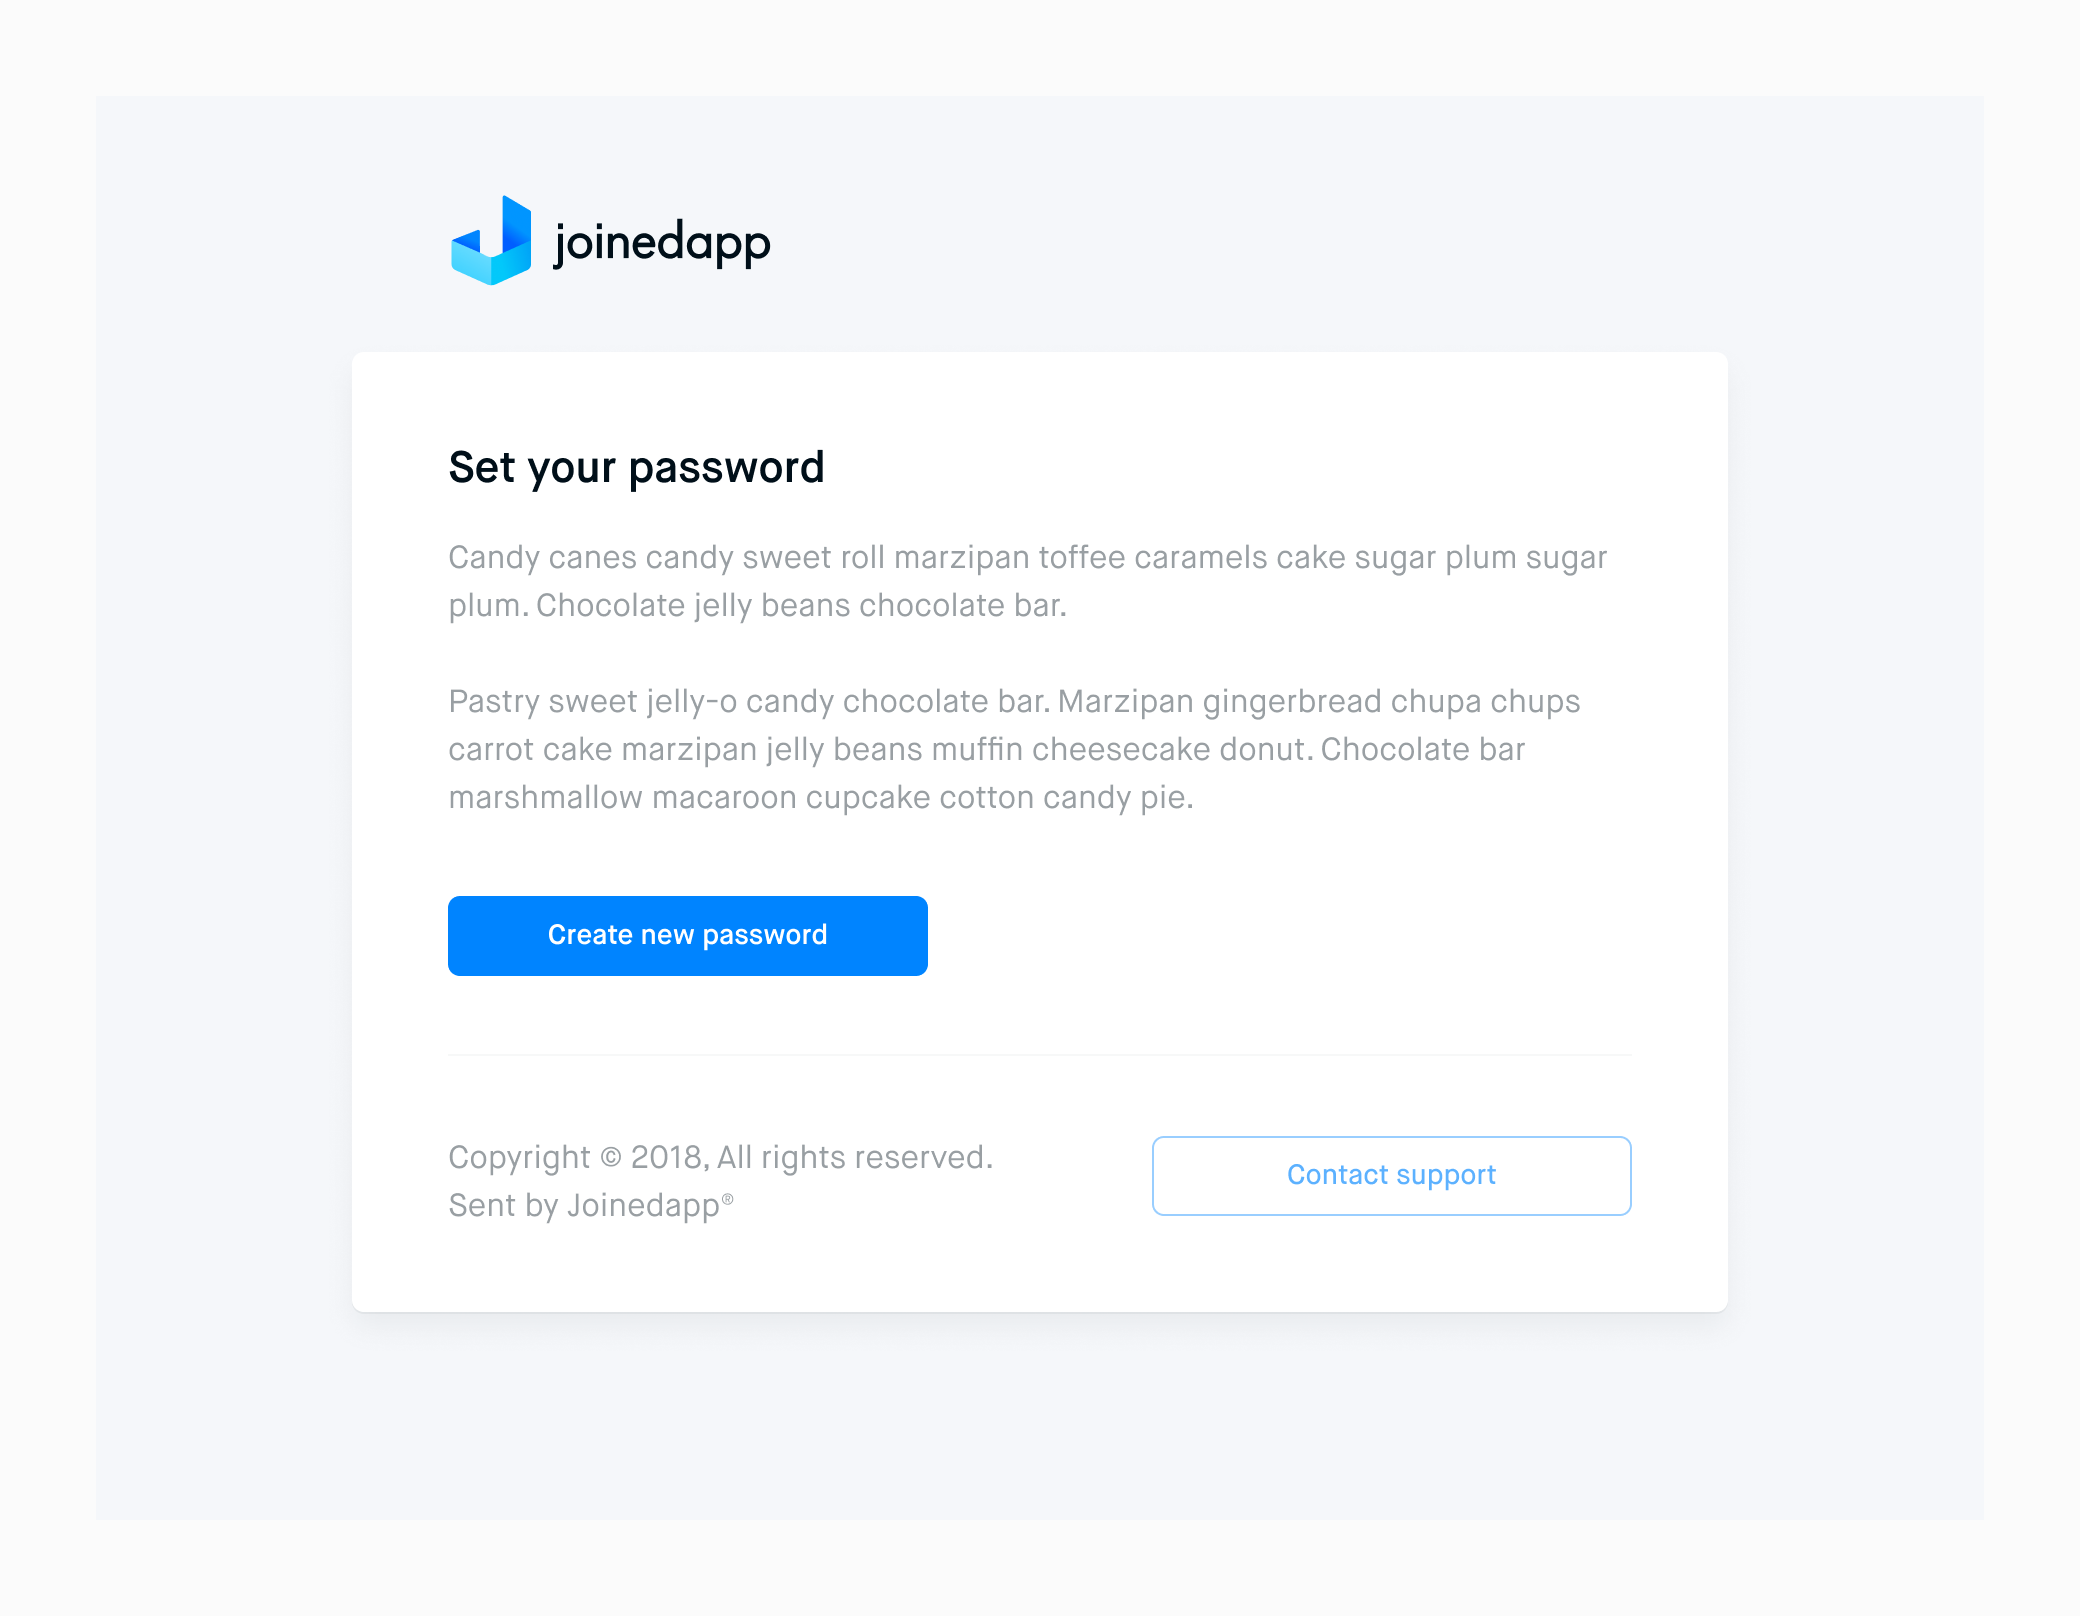 joinedapp
Set your password
Candy canes candy sweet roll marzipan toffee caramels cake sugar plum sugar
plum. Chocolate jelly beans chocolate bar.
Pastry sweet jelly-o candy chocolate bar. Marzipan gingerbread chupa chups
carrot cake marzipan jelly beans muffin cheesecake donut. Chocolate bar
marshmallow macaroon cupcake cotton candy pie.
Create new password
Copyright © 2018, All rights reserved.
Sent by Joinedapp®
Contact support